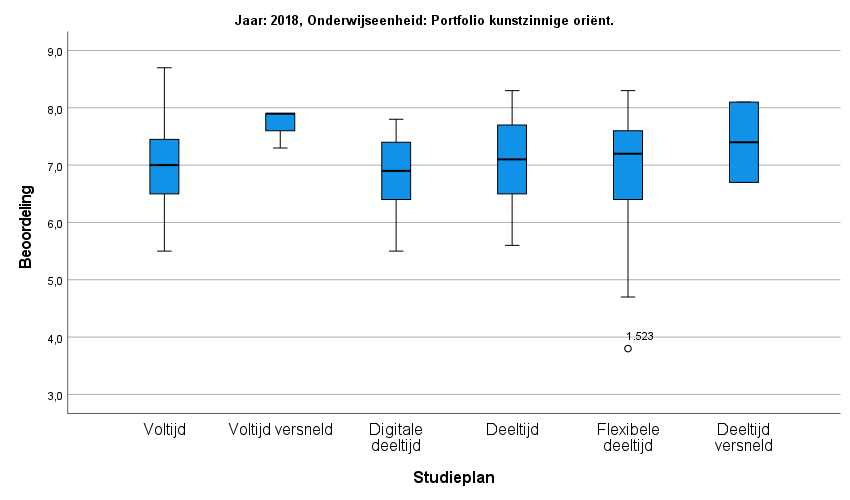 Jaar: 2018, Onderwijseenheid: Portfolio kunstzinnige oriënt.
9,0
8,0
7,0
6,0
5,0
4,0
3,0
Beoordeling
1.523
Voltijd
Voltijd versneld
Digitale
deeltijd
Deeltijd
Flexibele
deeltijd
Deeltijd
versneld
Studieplan